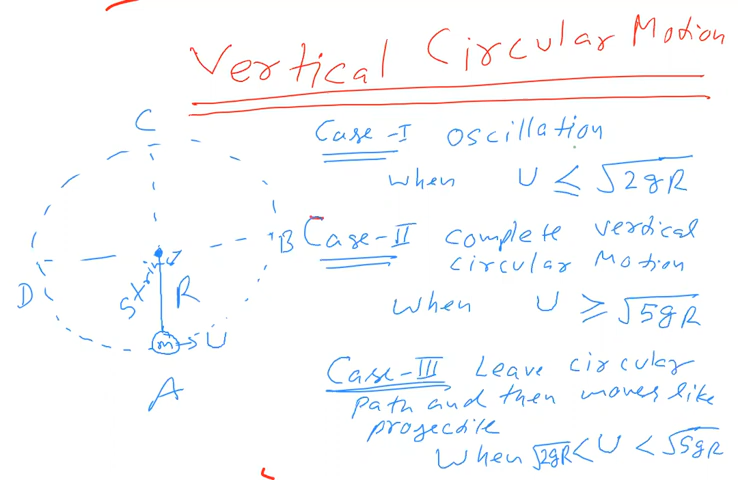 Vertical Circular Motion
C
Case-I Oscillation
when U ≤ √2gR
B
Case-II complete vertical
circular Motion
D
String
R
when U ≥ √5gR
m
U
A
Case-III Leave circular
path and then moves like
projectile
when √2gR < U < √5gR